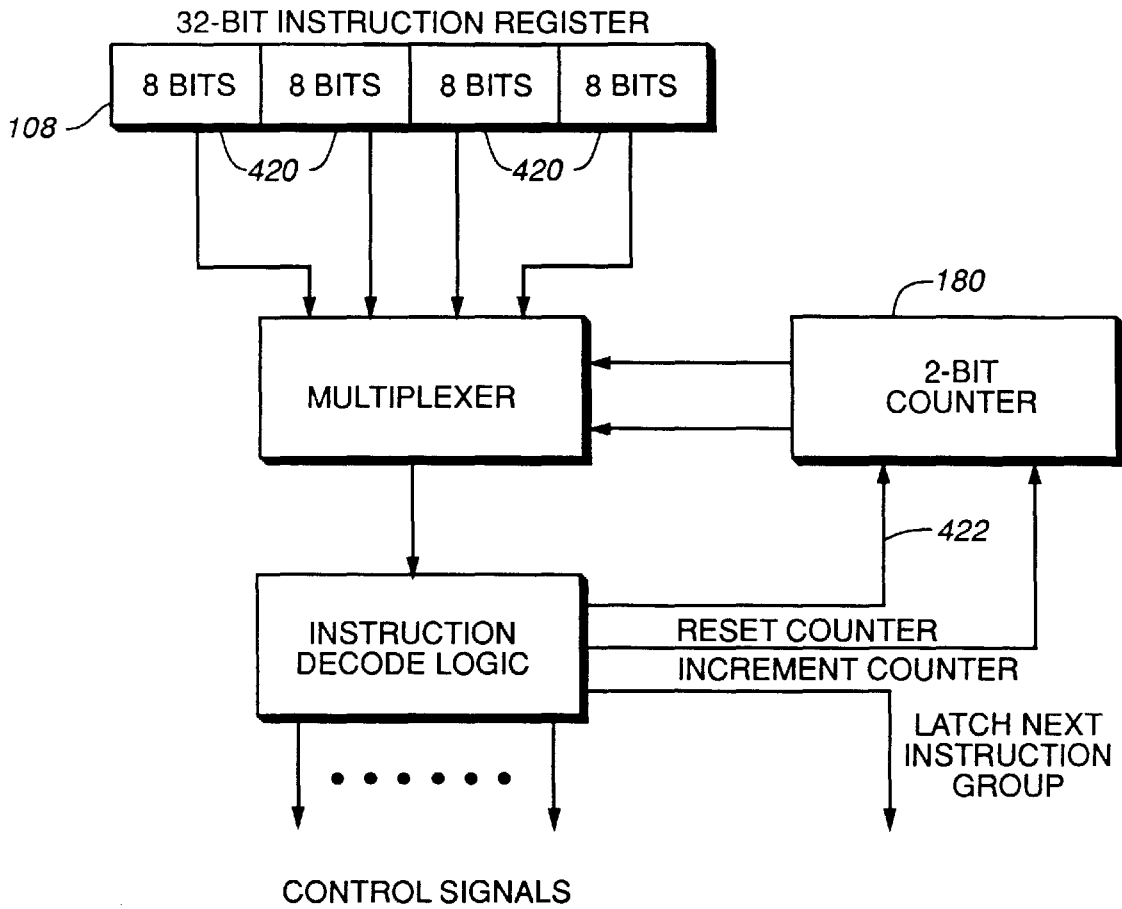 32-BIT INSTRUCTION REGISTER
8 BITS 8 BITS 8 BITS 8 BITS
108
420 420
180
MULTIPLEXER
2-BIT
COUNTER
422
INSTRUCTION
DECODE LOGIC
RESET COUNTER
INCREMENT COUNTER
LATCH NEXT
INSTRUCTION
GROUP
CONTROL SIGNALS